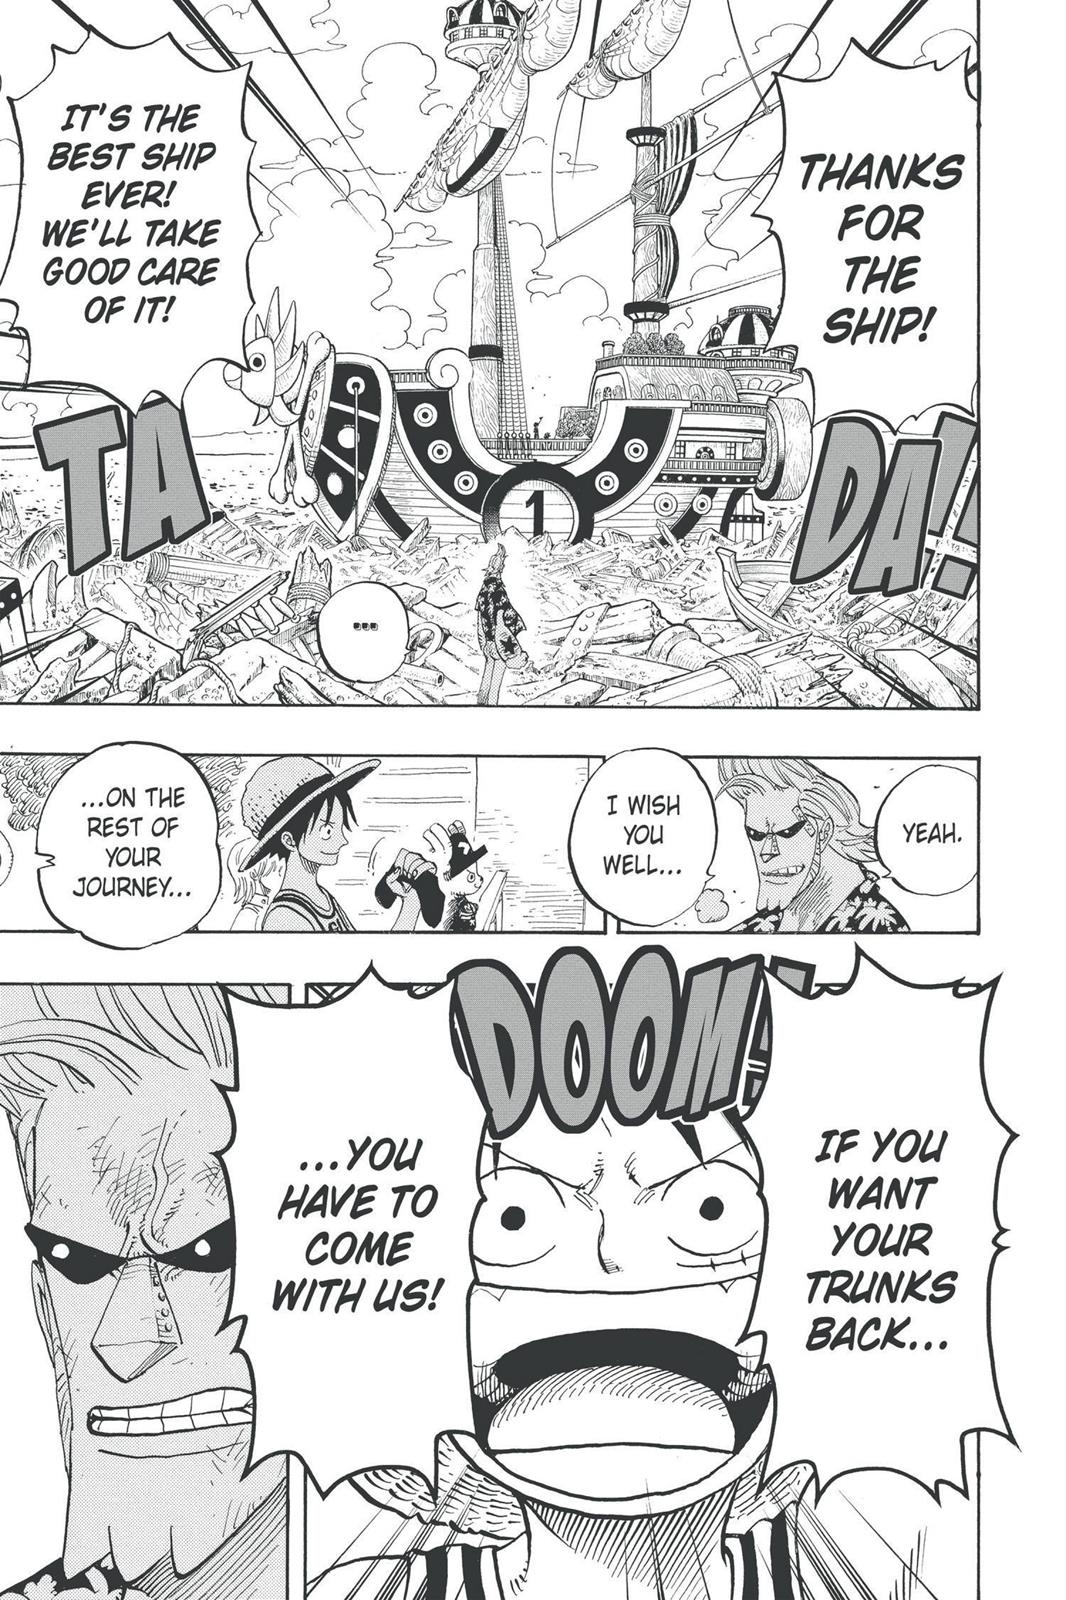 THANKS
FOR
THE
SHIP!
IT'S THE
BEST SHIP
EVER!
WE'LL TAKE
GOOD CARE
OF IT!
TA
DA!!
1
...
YEAH.
I WISH
YOU
WELL...
...ON THE
REST OF
YOUR
JOURNEY...
DOOM!
IF YOU
WANT
YOUR
TRUNKS
BACK...
...YOU
HAVE TO
COME
WITH US!